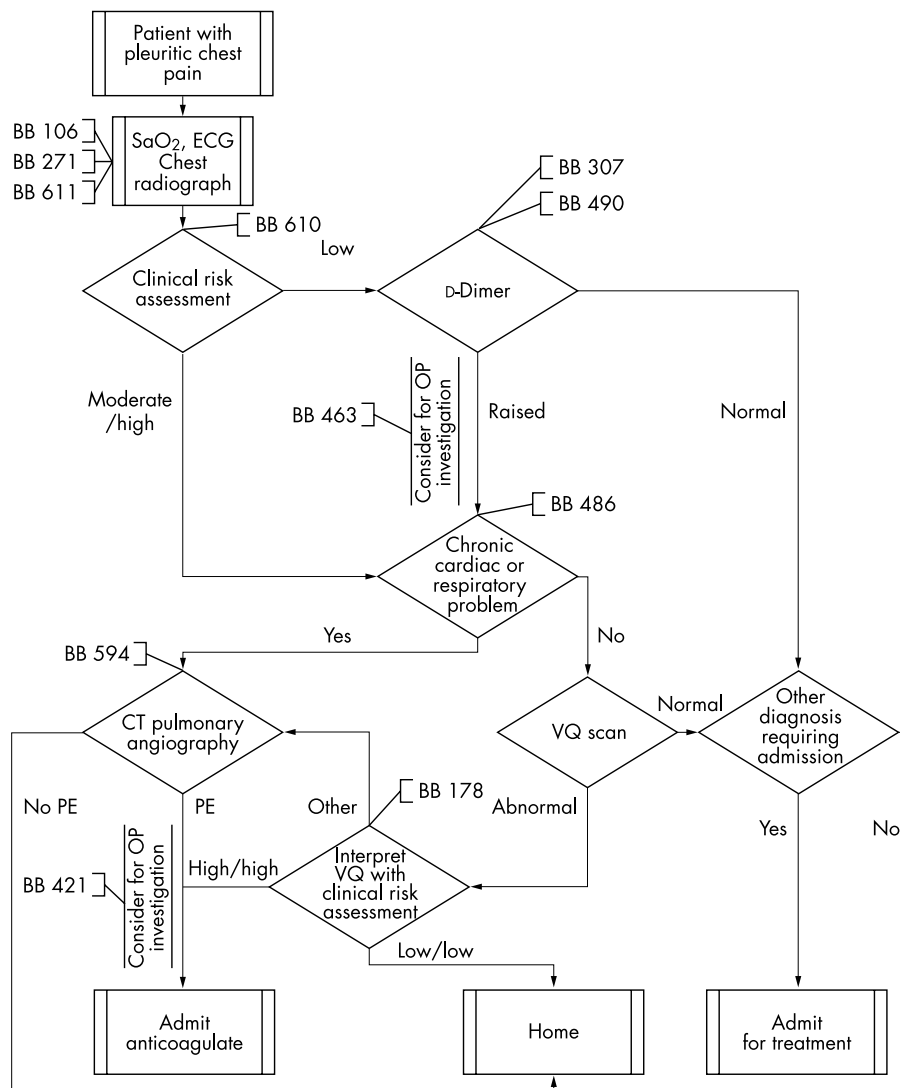 Patient with
pleuritic chest
pain
BB 106
BB 271
BB 611
SaO2, ECG
Chest
radiograph
BB 307
BB 490
BB 610
Low
Clinical risk
assessment
D-Dimer
Moderate
/high
BB 463
Consider for OP
investigation
Raised
Normal
BB 486
Chronic
cardiac or
respiratory
problem
Yes
No
BB 594
CT pulmonary
angiography
VQ scan
Normal
Other
diagnosis
requiring
admission
No PE
PE
Other
BB 178
Abnormal
Yes
No
BB 421
Consider for OP
investigation
High/high
Interpret
VQ with
clinical risk
assessment
Low/low
Admit
anticoagulate
Home
Admit
for treatment